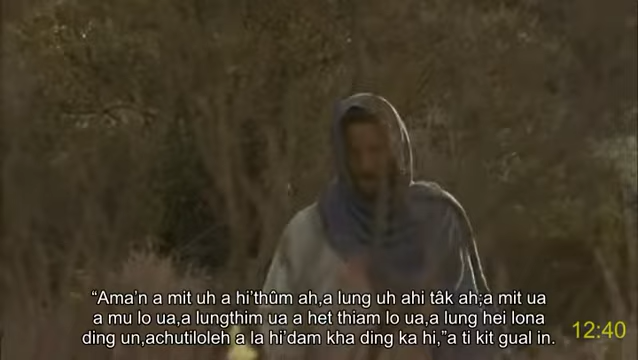 “Ama’n a mit uh a hi’thûm ah,a lung uh ahi tâk ah;a mit ua
a mu lo ua,a lungthim ua a het thiam lo ua,a lung hei lona
ding un,achutiloleh a la hi’dam kha ding ka hi,”a ti kit gual in.
12:40